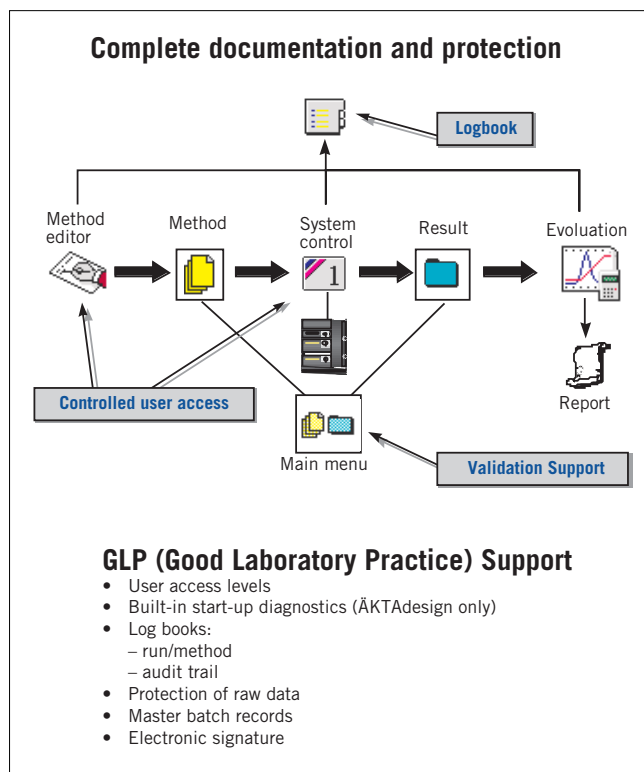 Complete documentation and protection
Logbook
Method
editor
Method
System
control
Result
Evoluation
1
Controlled user access
Report
Main menu
Validation Support
GLP (Good Laboratory Practice) Support
• User access levels
• Built-in start-up diagnostics (ÄKTAdesign only)
• Log books:
– run/method
– audit trail
• Protection of raw data
• Master batch records
• Electronic signature